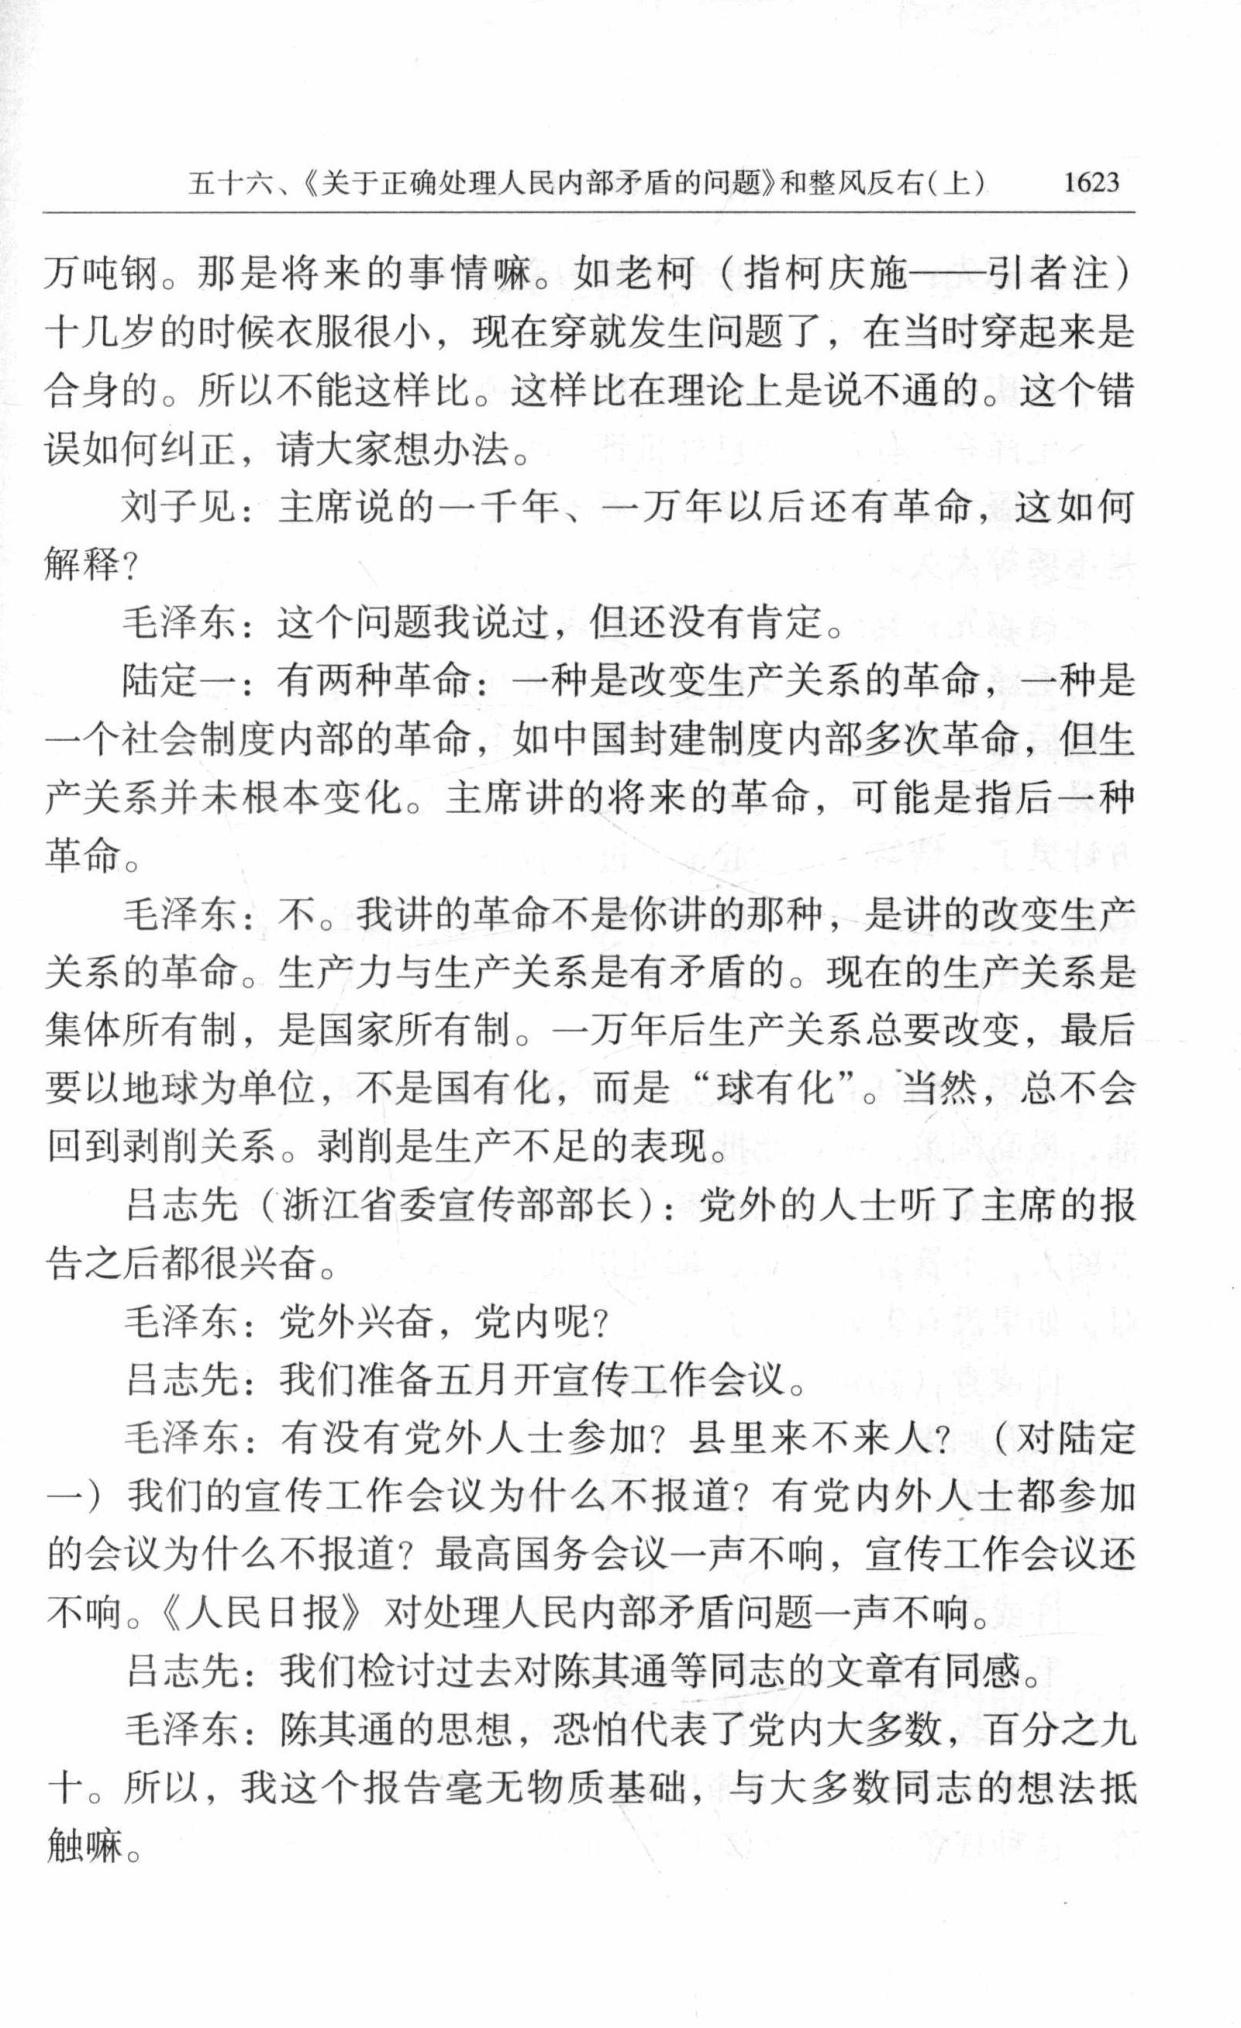 五十六、《关于正确处理人民内部矛盾的问题》和整风反右(上) 1623
万吨钢。那是将来的事情嘛。如老柯（指柯庆施——引者注）
十几岁的时候衣服很小，现在穿就发生问题了，在当时穿起来是
合身的。所以不能这样比。这样比在理论上是说不通的。这个错
误如何纠正，请大家想办法。
刘子见：主席说的一千年、一万年以后还有革命，这如何
解释？
毛泽东：这个问题我说过，但还没有肯定。
陆定一：有两种革命：一种是改变生产关系的革命，一种是
一个社会制度内部的革命，如中国封建制度内部多次革命，但生
产关系并未根本变化。主席讲的将来的革命，可能是指后一种
革命。
毛泽东：不。我讲的革命不是你讲的那种，是讲的改变生产
关系的革命。生产力与生产关系是有矛盾的。现在的生产关系是
集体所有制，是国家所有制。一万年后生产关系总要改变，最后
要以地球为单位，不是国有化，而是“球有化”。当然，总不会
回到剥削关系。剥削是生产不足的表现。
吕志先（浙江省委宣传部部长）：党外的人士听了主席的报
告之后都很兴奋。
毛泽东：党外兴奋，党内呢？
吕志先：我们准备五月开宣传工作会议。
毛泽东：有没有党外人士参加？县里来不来人？（对陆定
一）我们的宣传工作会议为什么不报道？有党内外人士都参加
的会议为什么不报道？最高国务会议一声不响，宣传工作会议还
不响。《人民日报》对处理人民内部矛盾问题一声不响。
吕志先：我们检讨过去对陈其通等同志的文章有同感。
毛泽东：陈其通的思想，恐怕代表了党内大多数，百分之九
十。所以，我这个报告毫无物质基础，与大多数同志的想法抵
触嘛。